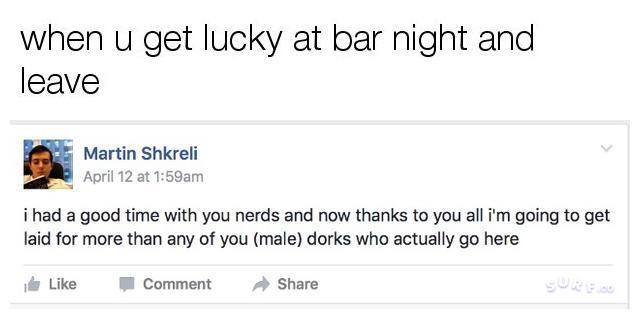 when u get lucky at bar night and
leave
Martin Shkreli
April 12 at 1:59am
i had a good time with you nerds and now thanks to you all i'm going to get
laid for more than any of you (male) dorks who actually go here
Like Comment Share
SURF.CO